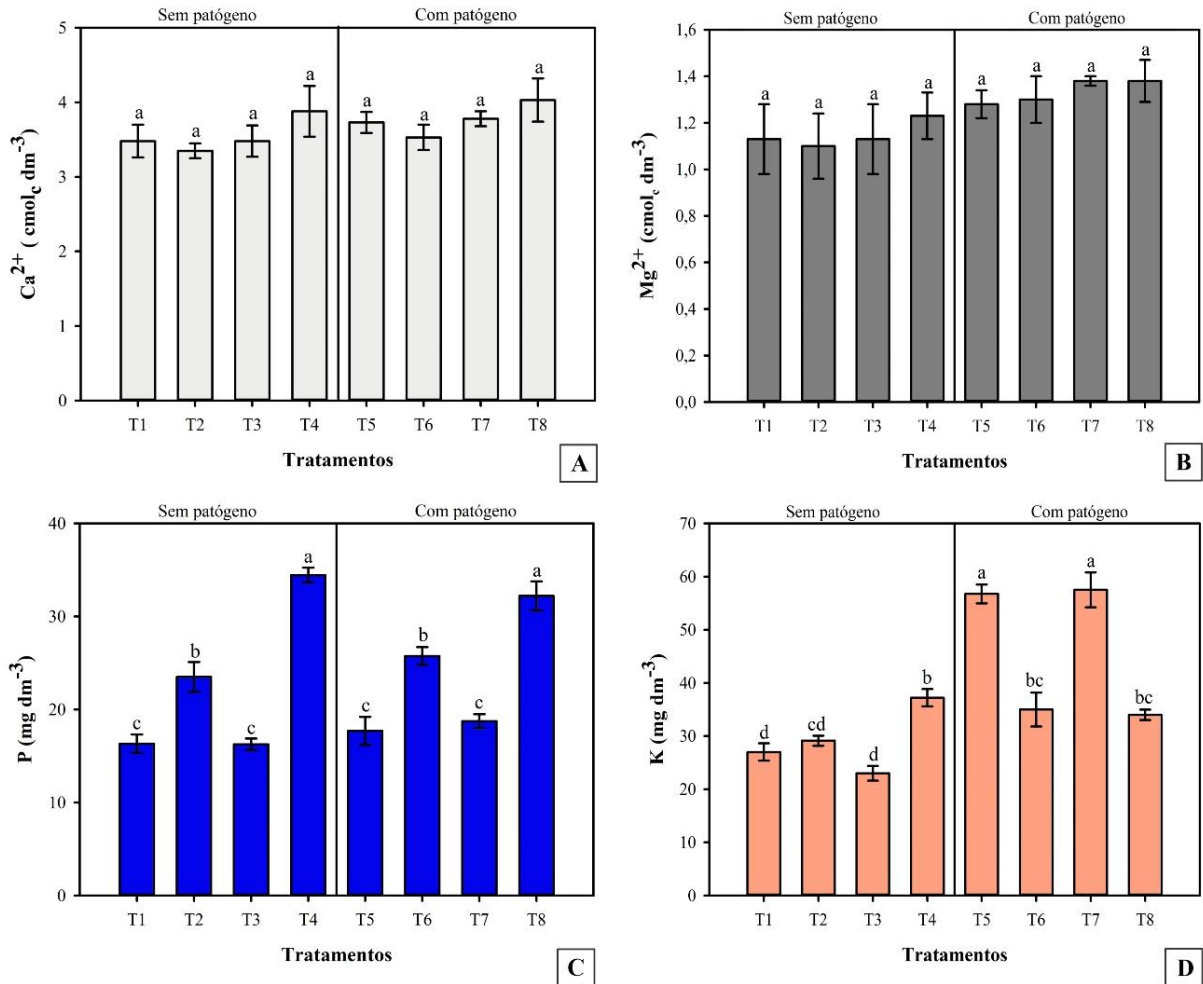 Sem patógeno Com patógeno
5
4
3
2
1
0
Ca2+ ( cmolc dm-3)
a a a a a a a a
T1 T2 T3 T4 T5 T6 T7 T8
Tratamentos
A
Sem patógeno Com patógeno
1,6
1,4
1,2
1,0
0,8
0,6
0,4
0,2
0,0
Mg2+ (cmolc dm-3)
a a a a a a a a
T1 T2 T3 T4 T5 T6 T7 T8
Tratamentos
B
Sem patógeno Com patógeno
40
30
20
10
0
P (mg dm-3)
c b c a c b c a
T1 T2 T3 T4 T5 T6 T7 T8
Tratamentos
C
Sem patógeno Com patógeno
70
60
50
40
30
20
10
0
K (mg dm-3)
d cd d b a bc a bc
T1 T2 T3 T4 T5 T6 T7 T8
Tratamentos
D